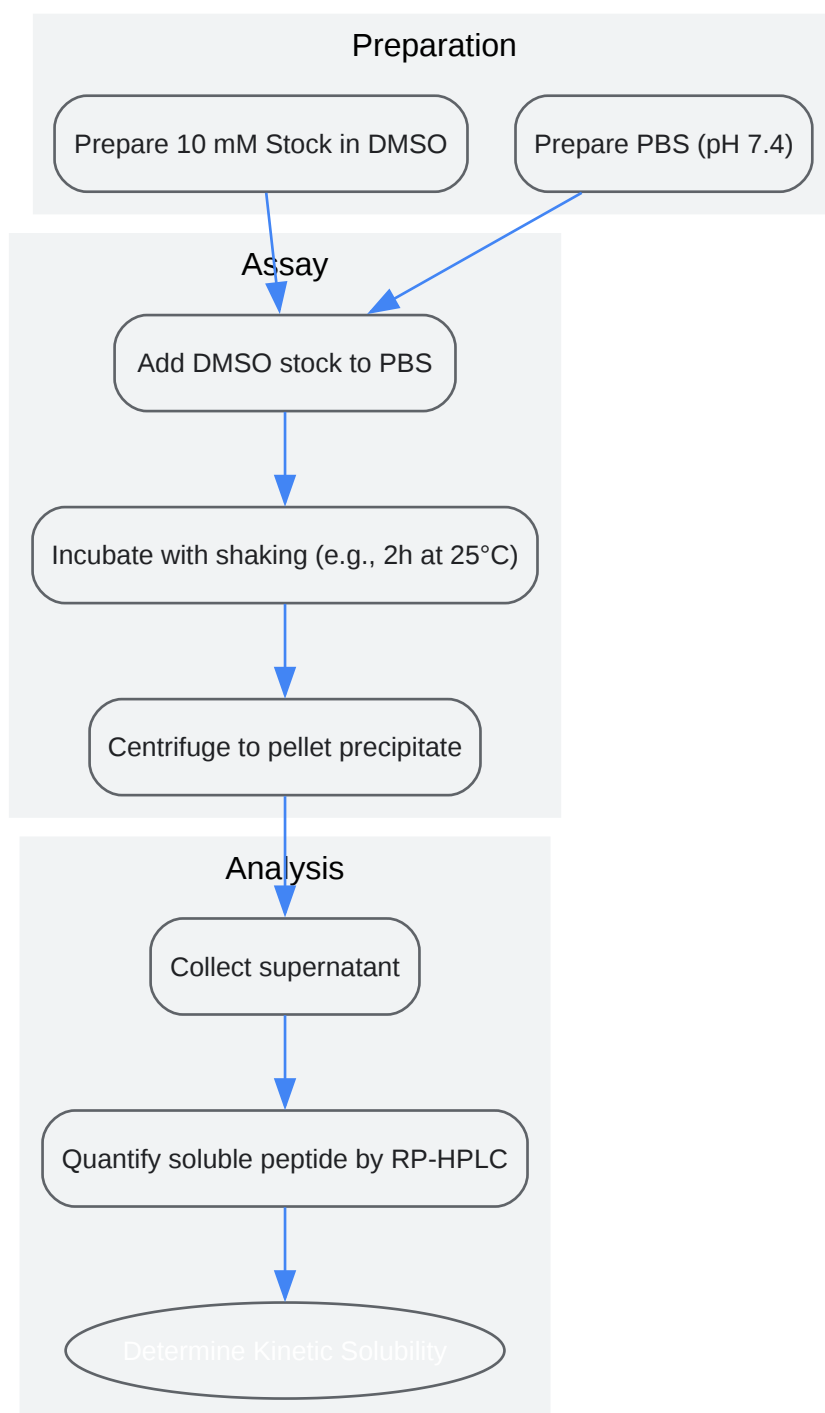 Preparation
Prepare 10 mM Stock in DMSO
Prepare PBS (pH 7.4)
Assay
Add DMSO stock to PBS
Incubate with shaking (e.g., 2h at 25°C)
Centrifuge to pellet precipitate
Analysis
Collect supernatant
Quantify soluble peptide by RP-HPLC
Determine Kinetic Solubility